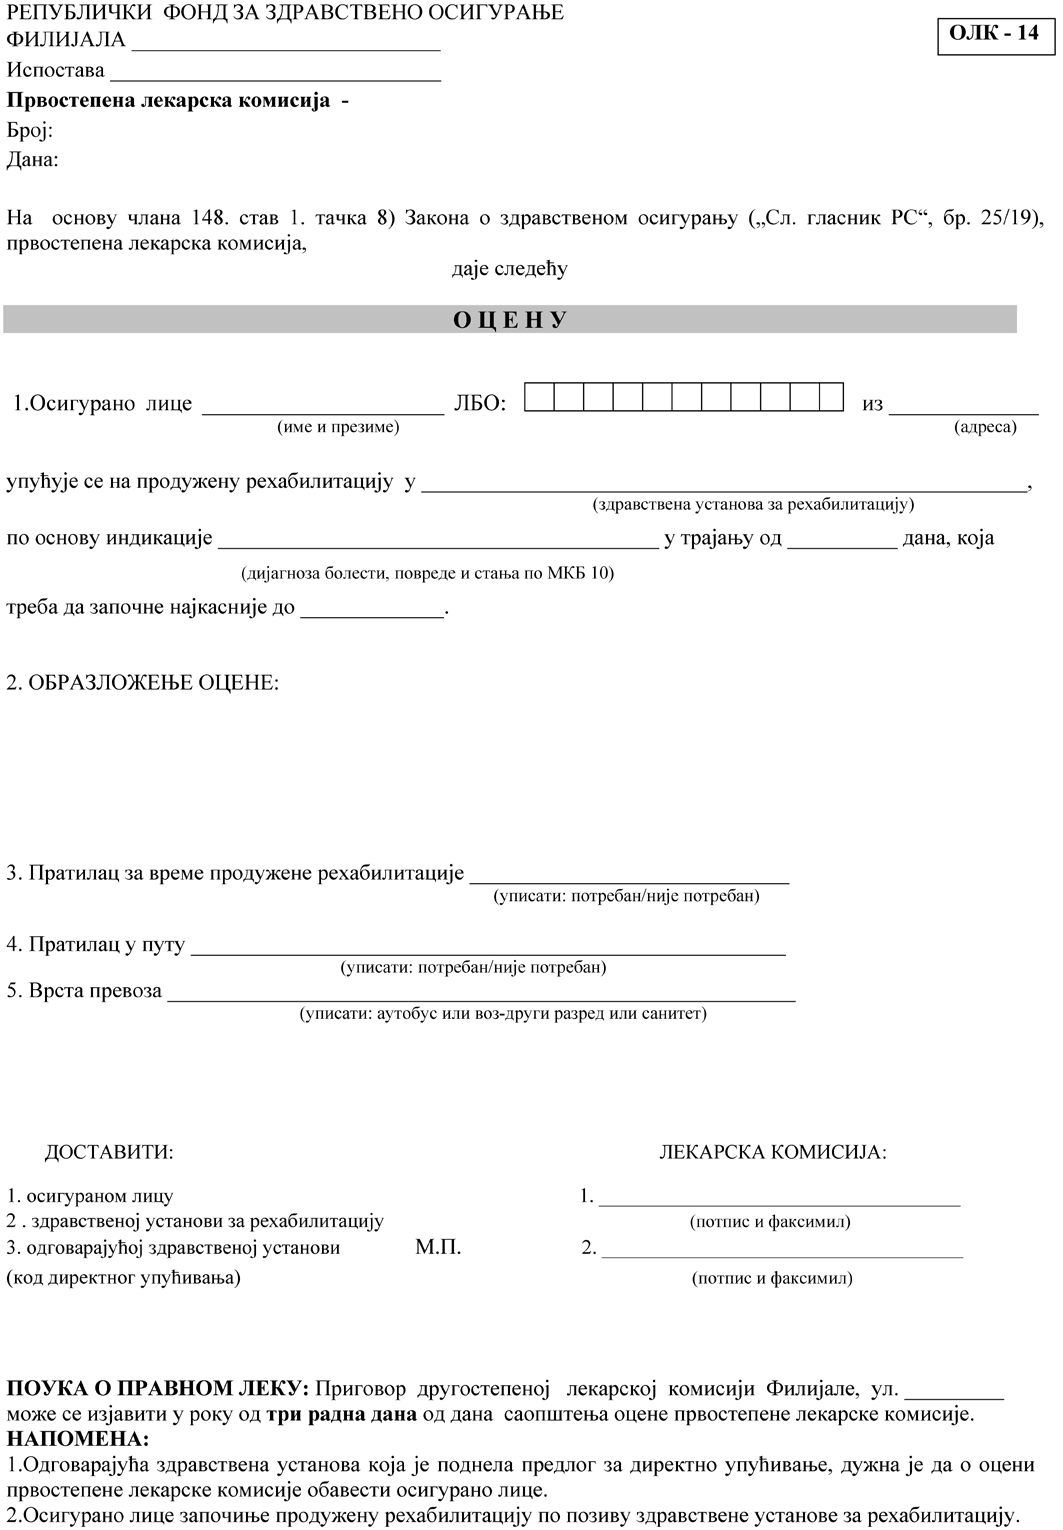 РЕПУБЛИЧКИ ФОНД ЗА ЗДРАВСТВЕНО ОСИГУРАЊЕ
ФИЛИЈАЛА ____________________________
ОЛК - 14
Испостава ______________________________
Првостепена лекарска комисија -
Број:
Дана:
На основу члана 148. став 1. тачка 8) Закона о здравственом осигурању („Сл. гласник РС“, бр. 25/19),
првостепена лекарска комисија,
даје следећу
О Ц Е Н У
1.Осигурано лице ______________________ ЛБО: из ______________
(име и презиме) (адреса)
упућује се на продужену рехабилитацију у _______________________________________________________,
(здравствена установа за рехабилитацију)
по основу индикације ________________________________________ у трајању од __________ дана, која
(дијагноза болести, повреде и стања по МКБ 10)
треба да започне најкасније до _____________.
2. ОБРАЗЛОЖЕЊЕ ОЦЕНЕ:
3. Пратилац за време продужене рехабилитације _____________________________
(уписати: потребан/није потребан)
4. Пратилац у путу ______________________________________________________
(уписати: потребан/није потребан)
5. Врста превоза _________________________________________________________
(уписати: аутобус или воз-други разред или санитет)
ДОСТАВИТИ: ЛЕКАРСКА КОМИСИЈА:
1. осигураном лицу 1. _________________________________
2 . здравственој установи за рехабилитацију (потпис и факсимил)
3. одговарајућој здравственој установи М.П. 2. _________________________________
(код директног упућивања) (потпис и факсимил)
ПОУКА О ПРАВНОМ ЛЕКУ: Приговор другостепеној лекарској комисији Филијале, ул. _________
може се изјавити у року од три радна дана од дана саопштења оцене првостепене лекарске комисије.
НАПОМЕНА:
1.Одговарајућа здравствена установа која је поднела предлог за директно упућивање, дужна је да о оцени
првостепене лекарске комисије обавести осигурано лице.
2.Осигурано лице започиње продужену рехабилитацију по позиву здравствене установе за рехабилитацију.